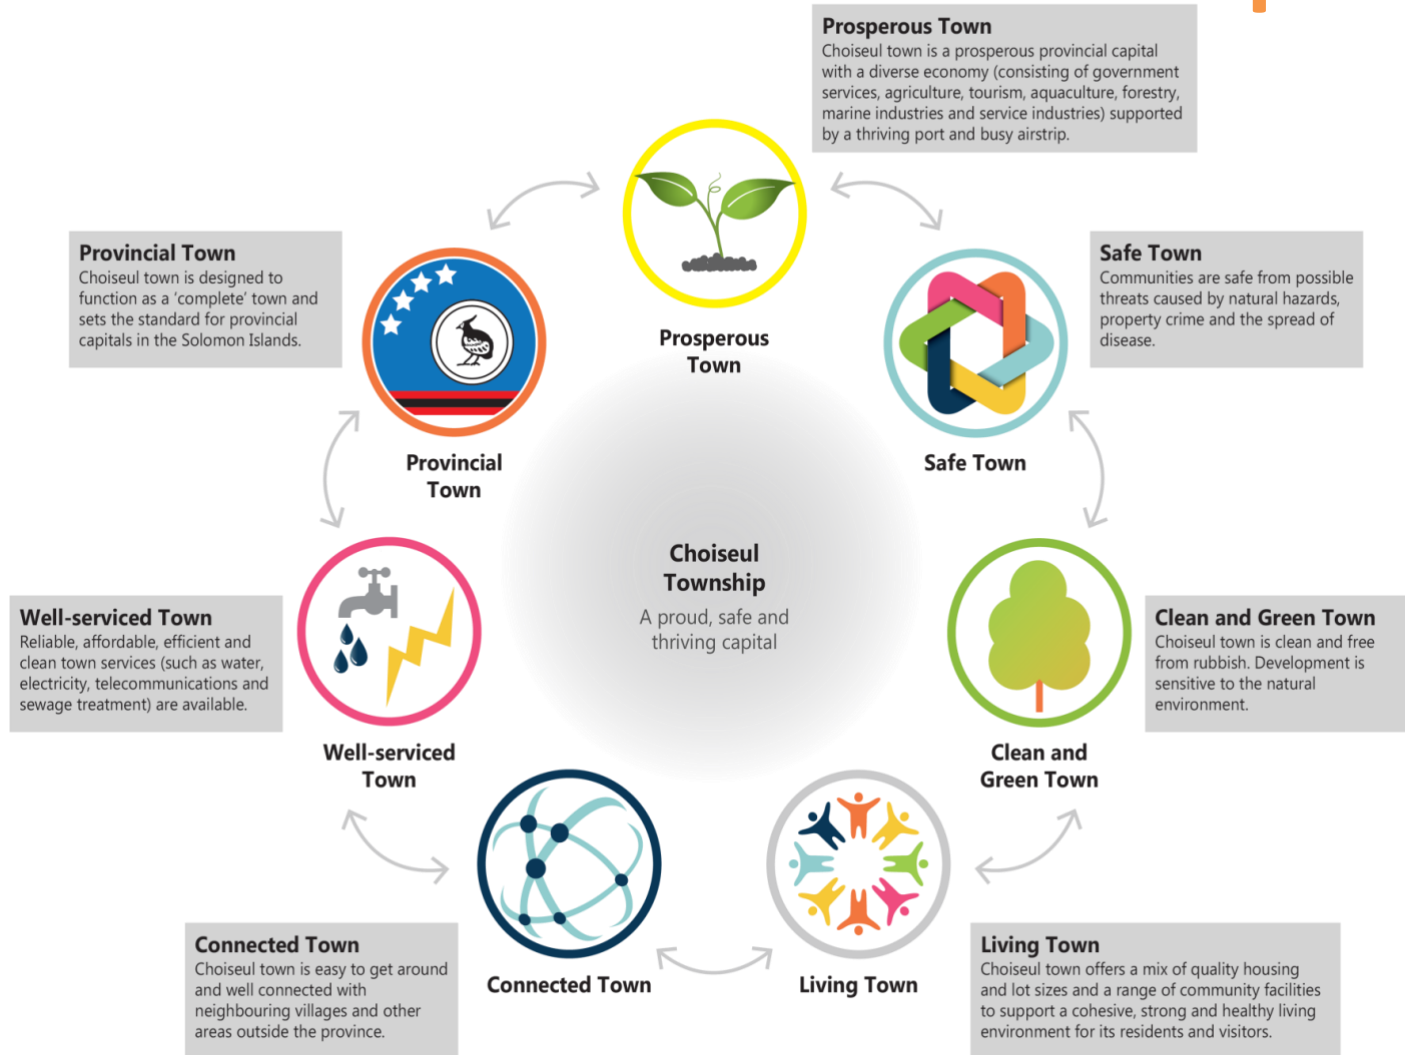 Prosperous Town
Choiseul town is a prosperous provincial capital
with a diverse economy (consisting of government
services, agriculture, tourism, aquaculture, forestry,
marine industries and service industries) supported
by a thriving port and busy airstrip.
Prosperous
Town
Safe Town
Communities are safe from possible
threats caused by natural hazards,
property crime and the spread of
disease.
Safe Town
Clean and Green Town
Choiseul town is clean and free
from rubbish. Development is
sensitive to the natural
environment.
Clean and
Green Town
Living Town
Choiseul town offers a mix of quality housing
and lot sizes and a range of community facilities
to support a cohesive, strong and healthy living
environment for its residents and visitors.
Living Town
Connected Town
Choiseul town is easy to get around
and well connected with
neighbouring villages and other
areas outside the province.
Connected Town
Well-serviced Town
Reliable, affordable, efficient and
clean town services (such as water,
electricity, telecommunications and
sewage treatment) are available.
Well-serviced
Town
Provincial Town
Choiseul town is designed to
function as a ‘complete’ town and
sets the standard for provincial
capitals in the Solomon Islands.
Provincial
Town
Choiseul
Township
A proud, safe and
thriving capital